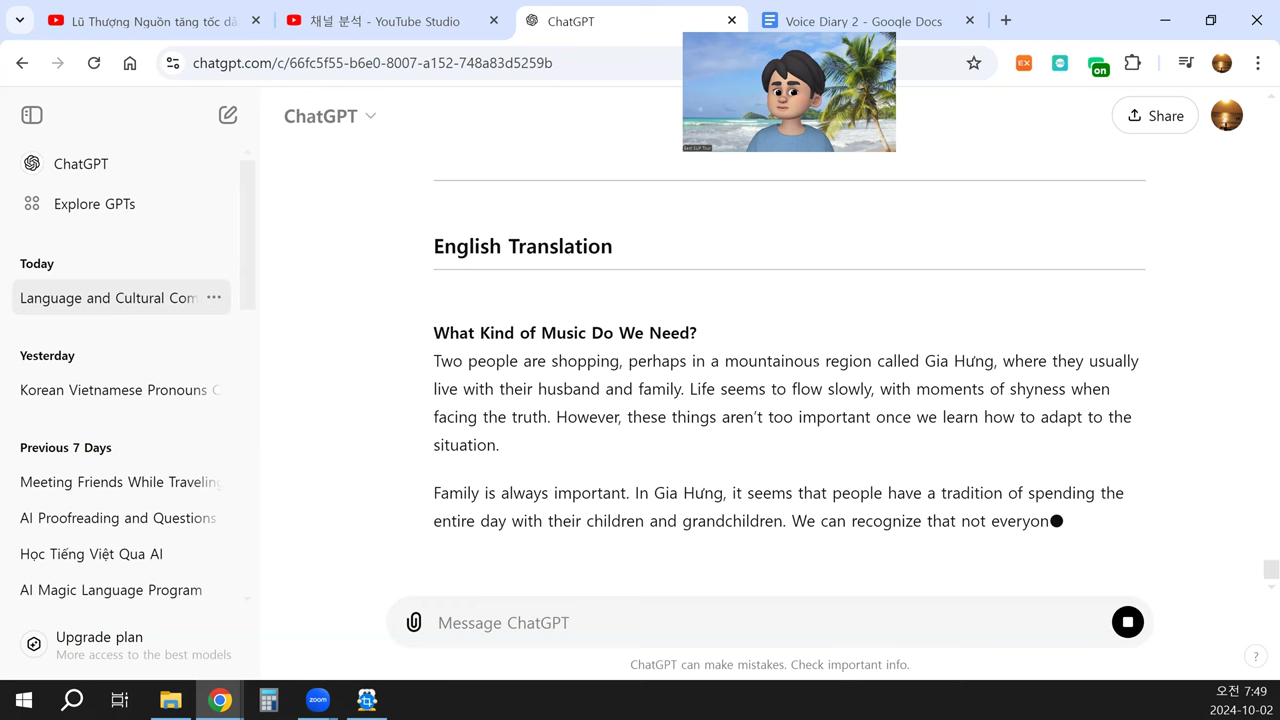 Lũ Thượng Nguồn tăng tốc dâ
채널 분석 - YouTube Studio
ChatGPT
Voice Diary 2 - Google Docs
chatgpt.com/c/66fc5f55-b6e0-8007-a152-748a83d5259b
EX
on
ChatGPT
Share
ChatGPT
Explore GPTs
Today
Language and Cultural Com
Yesterday
Korean Vietnamese Pronouns C
Previous 7 Days
Meeting Friends While Traveling
AI Proofreading and Questions
Học Tiếng Việt Qua AI
AI Magic Language Program
Upgrade plan
More access to the best models
English Translation
What Kind of Music Do We Need?
Two people are shopping, perhaps in a mountainous region called Gia Hưng, where they usually
live with their husband and family. Life seems to flow slowly, with moments of shyness when
facing the truth. However, these things aren't too important once we learn how to adapt to the
situation.
Family is always important. In Gia Hưng, it seems that people have a tradition of spending the
entire day with their children and grandchildren. We can recognize that not everyon
Message ChatGPT
ChatGPT can make mistakes. Check important info.
?
zoom
오전 7:49
2024-10-02